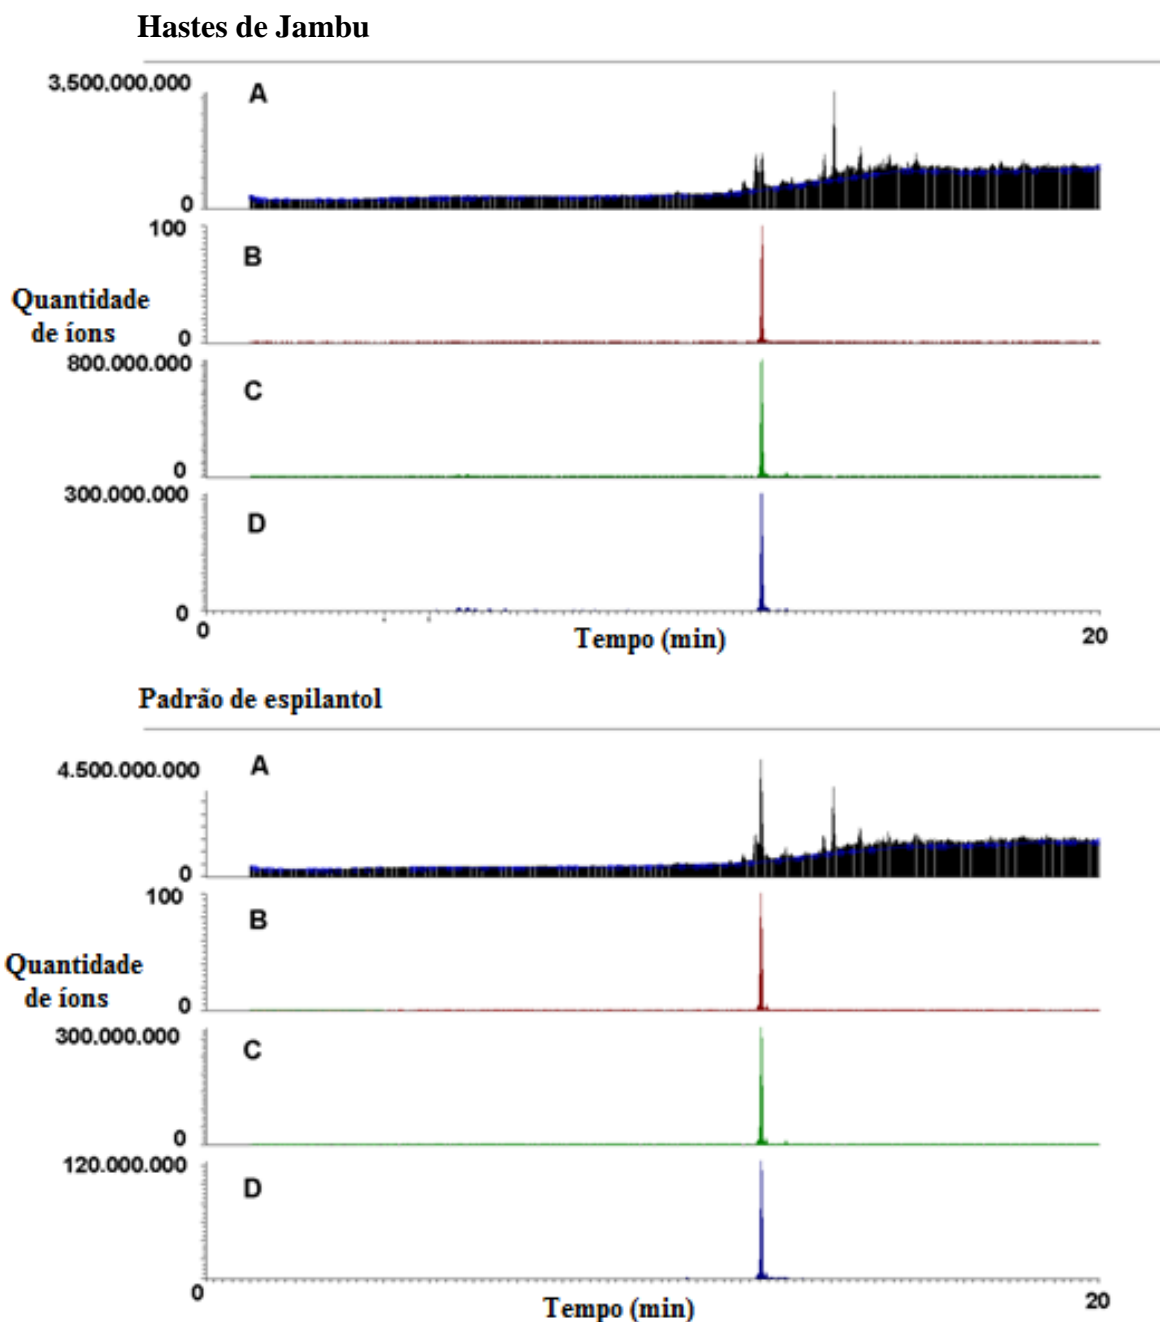 Hastes de Jambu
3.500.000.000
A
0
100
B
Quantidade
de íons
0
800.000.000
C
0
300.000.000
D
0
0
Tempo (min)
20
Padrão de espilantol
4.500.000.000
A
0
100
B
Quantidade
de íons
0
300.000.000
C
0
120.000.000
D
0
Tempo (min)
20